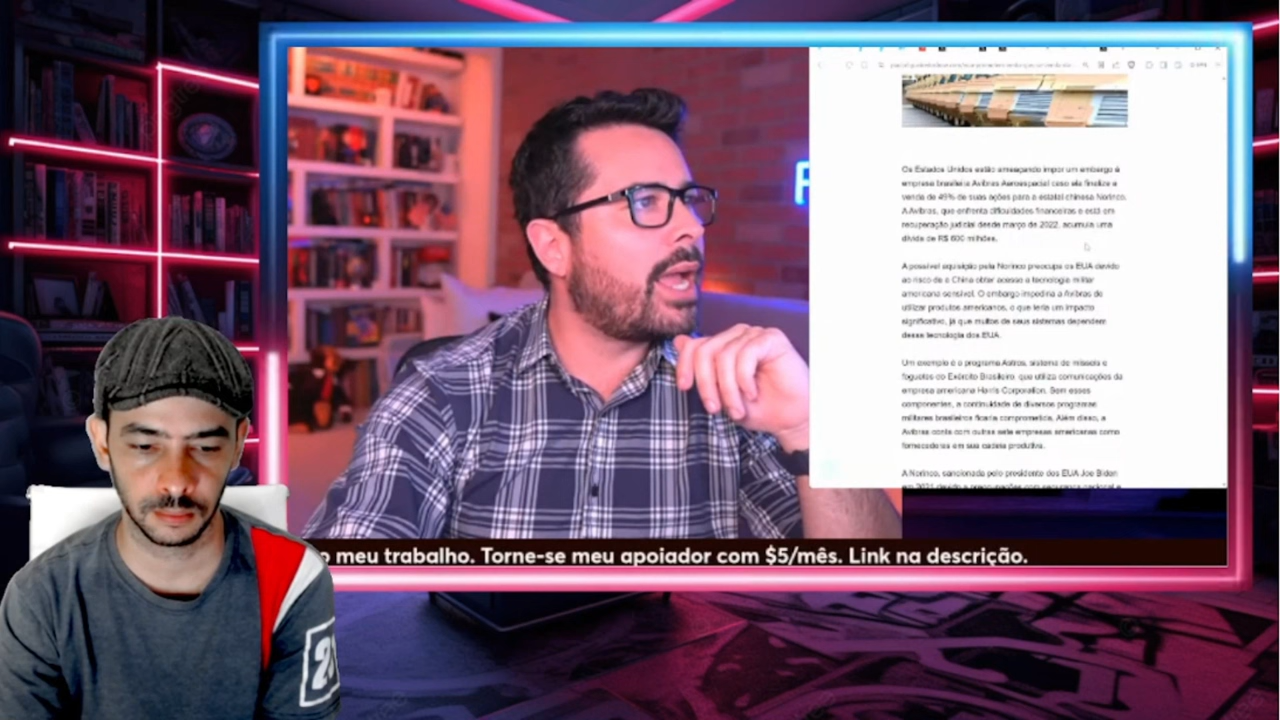 Os Estados Unidos estão ameaçando impor um embargo à
empresa brasileira Avibras Aeroespacial caso ela finalize a
venda de 49% de suas ações para a estatal chinesa Norinco.
A Avibras, que enfrenta dificuldades financeiras e está em
recuperação judicial desde março de 2022, acumula uma
dívida de R$ 600 milhões.
A possível aquisição pela Norinco preocupa os EUA devido
ao risco de a China obter acesso a tecnologia militar
americana sensível. O embargo impediria a Avibras de
utilizar produtos americanos, o que teria um impacto
significativo, já que muitos de seus sistemas dependem
dessa tecnologia dos EUA.
Um exemplo é o programa Astros, sistema de mísseis e
foguetes do Exército Brasileiro, que utiliza comunicações da
empresa americana Harris Corporation. Sem esses
componentes, a continuidade de diversos programas
militares brasileiros ficaria comprometida. Além disso, a
Avibras conta com outras sete empresas americanas como
fornecedoras em sua cadeia produtiva.
A Norinco, sancionada pelo presidente dos EUA Joe Biden
em 2021 devido a preocupações com segurança nacional e
o meu trabalho. Torne-se meu apoiador com $5/mês. Link na descrição.